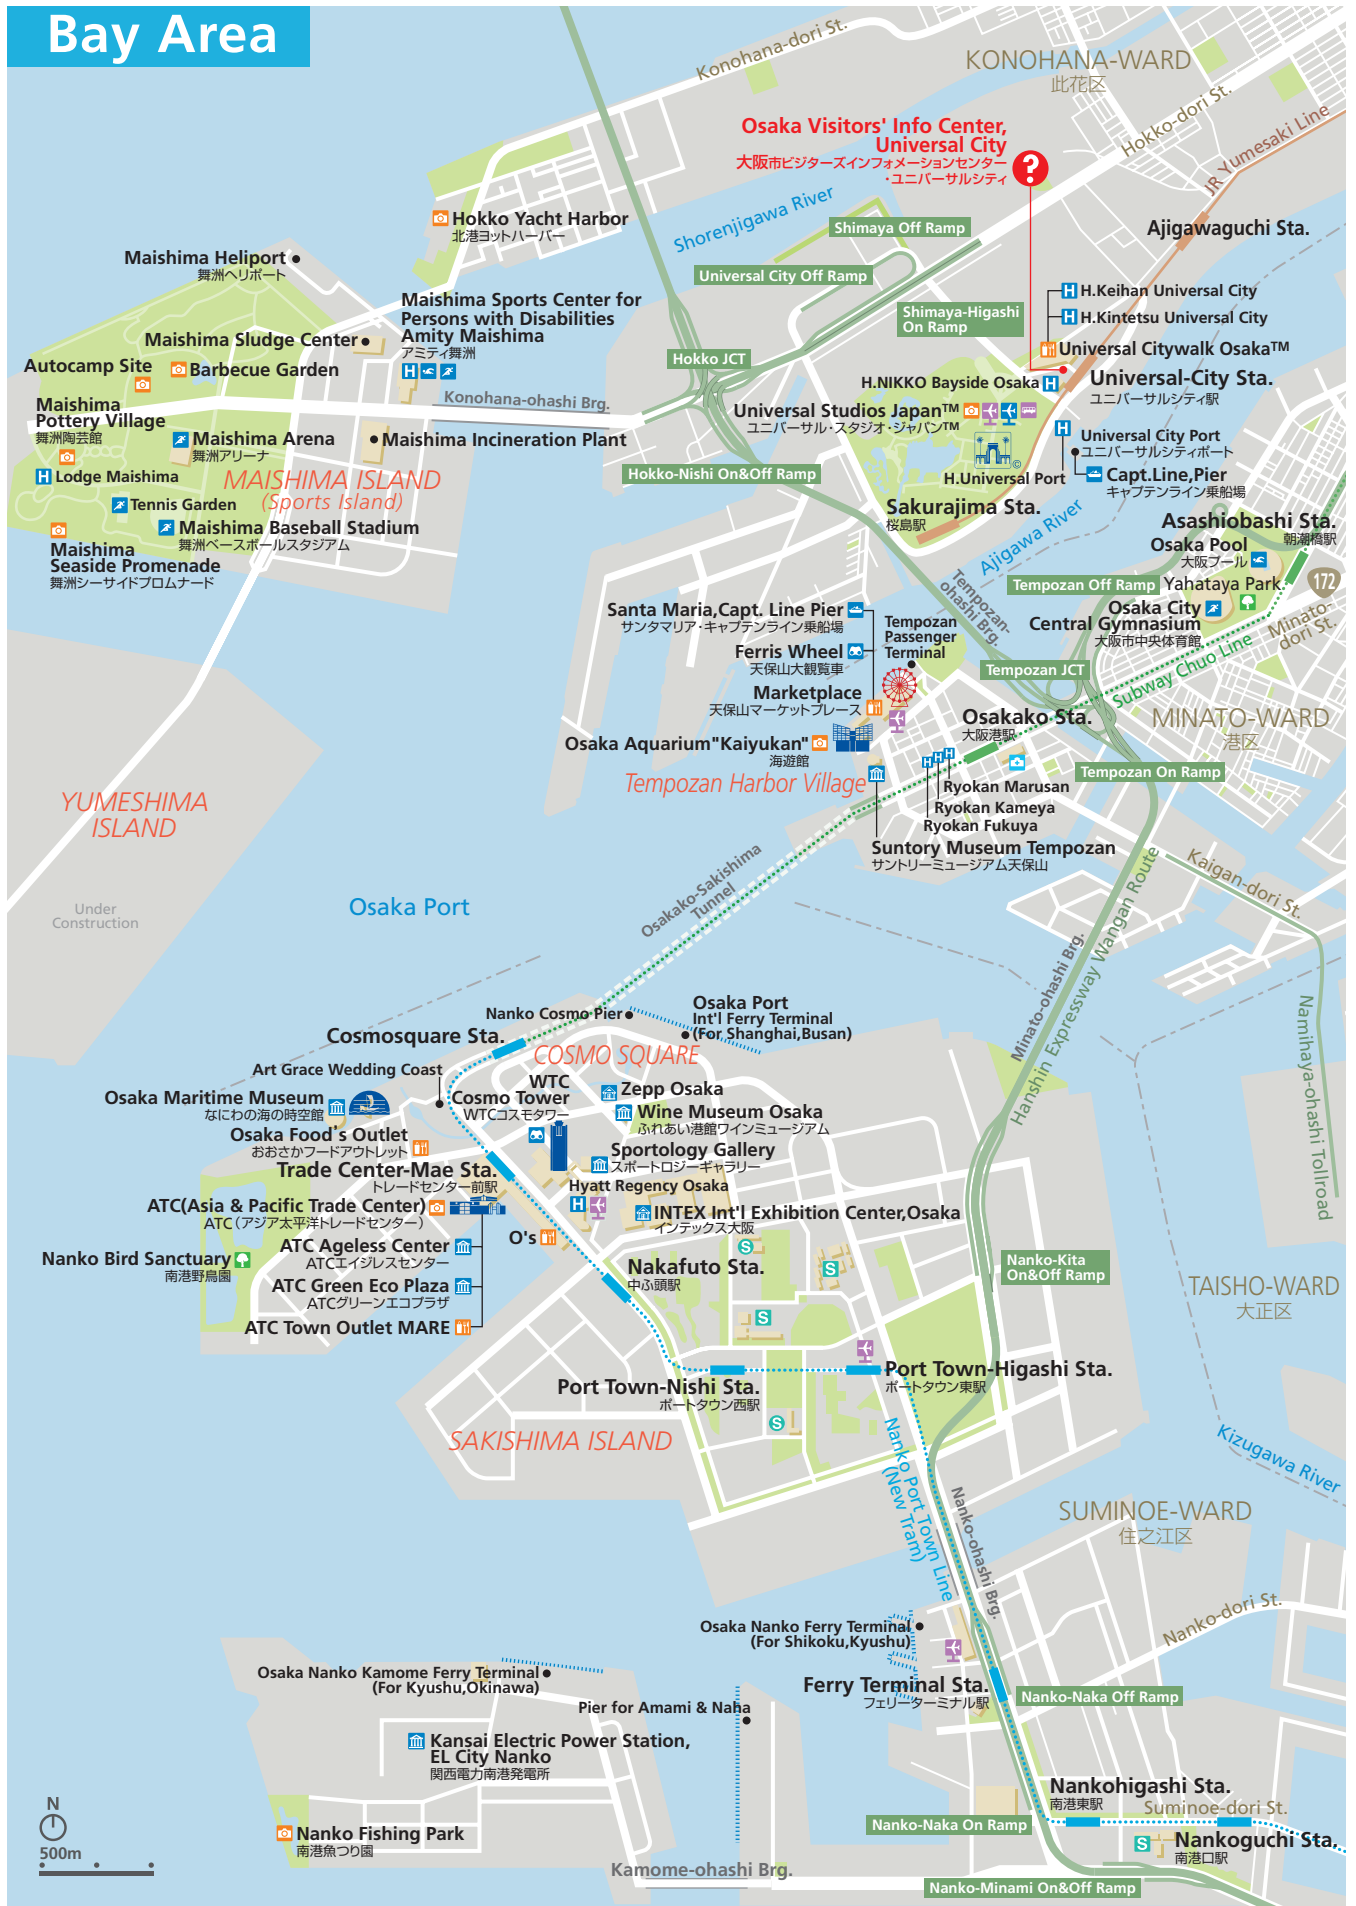 Bay Area
Konohana-dori St.
KONOHANA-WARD
此花区
Hokko-dori St.
JR Yumesaki Line
Osaka Visitors' Info Center,
Universal City
大阪市ビジターズインフォメーションセンター
・ユニバーサルシティ
?
Shorenjigawa River
Hokko Yacht Harbor
北港ヨットハーバー
Shimaya Off Ramp
Ajigawaguchi Sta.
Maishima Heliport
舞洲ヘリポート
Universal City Off Ramp
H H.Keihan Universal City
H H.Kintetsu Universal City
Maishima Sports Center for
Persons with Disabilities
Amity Maishima
アミティ舞洲
H
Shimaya-Higashi
On Ramp
Maishima Sludge Center
Hokko JCT
Universal Citywalk Osaka™
Autocamp Site
Barbecue Garden
H.NIKKO Bayside Osaka H
Universal-City Sta.
ユニバーサルシティ駅
Konohana-ohashi Brg.
Maishima
Pottery Village
舞洲陶芸館
Universal Studios Japan™
ユニバーサル・スタジオ・ジャパン™
©
H
Universal City Port
ユニバーサルシティポート
Maishima Arena
舞洲アリーナ
Maishima Incineration Plant
H Lodge Maishima
MAISHIMA ISLAND
(Sports Island)
Hokko-Nishi On&Off Ramp
H.Universal Port
Capt.Line,Pier
キャプテンライン乗船場
Tennis Garden
Sakurajima Sta.
桜島駅
Maishima Baseball Stadium
舞洲ベースボールスタジアム
Ajigawa River
Asashiobashi Sta.
朝潮橋駅
Maishima
Seaside Promenade
舞洲シーサイドプロムナード
Osaka Pool
大阪プール
Tempozan-
ohashi Brg.
Tempozan Off Ramp
Yahataya Park
172
Santa Maria,Capt. Line Pier
サンタマリア・キャプテンライン乗船場
Osaka City
Central Gymnasium
大阪市中央体育館
Minato-
dori St.
Tempozan
Passenger
Terminal
Ferris Wheel
天保山大観覧車
Tempozan JCT
Subway Chuo Line
Marketplace
天保山マーケットプレース
Osakako Sta.
大阪港駅
MINATO-WARD
港区
Osaka Aquarium"Kaiyukan"
海遊館
Tempozan Harbor Village
H H H
Tempozan On Ramp
Ryokan Marusan
Ryokan Kameya
Ryokan Fukuya
YUMESHIMA
ISLAND
Suntory Museum Tempozan
サントリーミュージアム天保山
Kaigan-dori St.
Under
Construction
Osaka Port
Osakako-Sakishima
Tunnel
Minato-ohashi Brg.
Hanshin Expressway Wangan Route
Namihaya-ohashi Tollroad
Nanko Cosmo Pier
Osaka Port
Int'l Ferry Terminal
(For Shanghai,Busan)
Cosmosquare Sta.
COSMO SQUARE
Art Grace Wedding Coast
WTC
Cosmo Tower
WTCコスモタワー
Zepp Osaka
Osaka Maritime Museum
なにわの海の時空館
Wine Museum Osaka
ふれあい港館ワインミュージアム
Osaka Food's Outlet
おおさかフードアウトレット
Sportology Gallery
スポートロジーギャラリー
Trade Center-Mae Sta.
トレードセンター前駅
Hyatt Regency Osaka
H
ATC(Asia & Pacific Trade Center)
ATC（アジア太平洋トレードセンター）
INTEX Int'l Exhibition Center,Osaka
インテックス大阪
O's
ATC Ageless Center
ATCエイジレスセンター
Nanko Bird Sanctuary
南港野鳥園
S
S
Nakafuto Sta.
中ふ頭駅
Nanko-Kita
On&Off Ramp
ATC Green Eco Plaza
ATCグリーンエコプラザ
TAISHO-WARD
大正区
ATC Town Outlet MARE
S
Port Town-Higashi Sta.
ポートタウン東駅
Port Town-Nishi Sta.
ポートタウン西駅
S
SAKISHIMA ISLAND
Nanko Port Town Line
(New Tram)
Kizugawa River
Nanko-ohashi Brg.
SUMINOE-WARD
住之江区
Nanko-dori St.
Osaka Nanko Ferry Terminal
(For Shikoku,Kyushu)
Osaka Nanko Kamome Ferry Terminal
(For Kyushu,Okinawa)
Ferry Terminal Sta.
フェリーターミナル駅
Nanko-Naka Off Ramp
Pier for Amami & Naha
Kansai Electric Power Station,
EL City Nanko
関西電力南港発電所
Nankohigashi Sta.
南港東駅
Suminoe-dori St.
N
500m
Nanko Fishing Park
南港魚つり園
Nanko-Naka On Ramp
S
Nankoguchi Sta.
南港口駅
Kamome-ohashi Brg.
Nanko-Minami On&Off Ramp